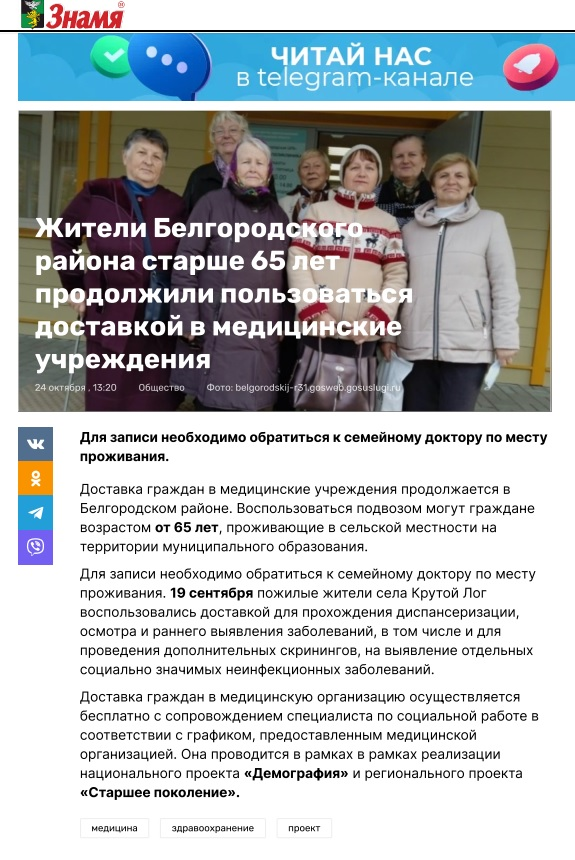 Знамя
ЧИТАЙ НАС
в telegram-канале
Жители Белгородского
района старше 65 лет
продолжили пользоваться
доставкой в медицинские
учреждения
24 октября , 13:20 Общество Фото: belgorodskij-r31.gosweb.gosuslugi.ru
Для записи необходимо обратиться к семейному доктору по месту
проживания.
Доставка граждан в медицинские учреждения продолжается в
Белгородском районе. Воспользоваться подвозом могут граждане
возрастом от 65 лет, проживающие в сельской местности на
территории муниципального образования.
Для записи необходимо обратиться к семейному доктору по месту
проживания. 19 сентября пожилые жители села Крутой Лог
воспользовались доставкой для прохождения диспансеризации,
осмотра и раннего выявления заболеваний, в том числе и для
проведения дополнительных скринингов, на выявление отдельных
социально значимых неинфекционных заболеваний.
Доставка граждан в медицинскую организацию осуществляется
бесплатно с сопровождением специалиста по социальной работе в
соответствии с графиком, предоставленным медицинской
организацией. Она проводится в рамках в рамках реализации
национального проекта «Демография» и регионального проекта
«Старшее поколение».
медицина здравоохранение проект